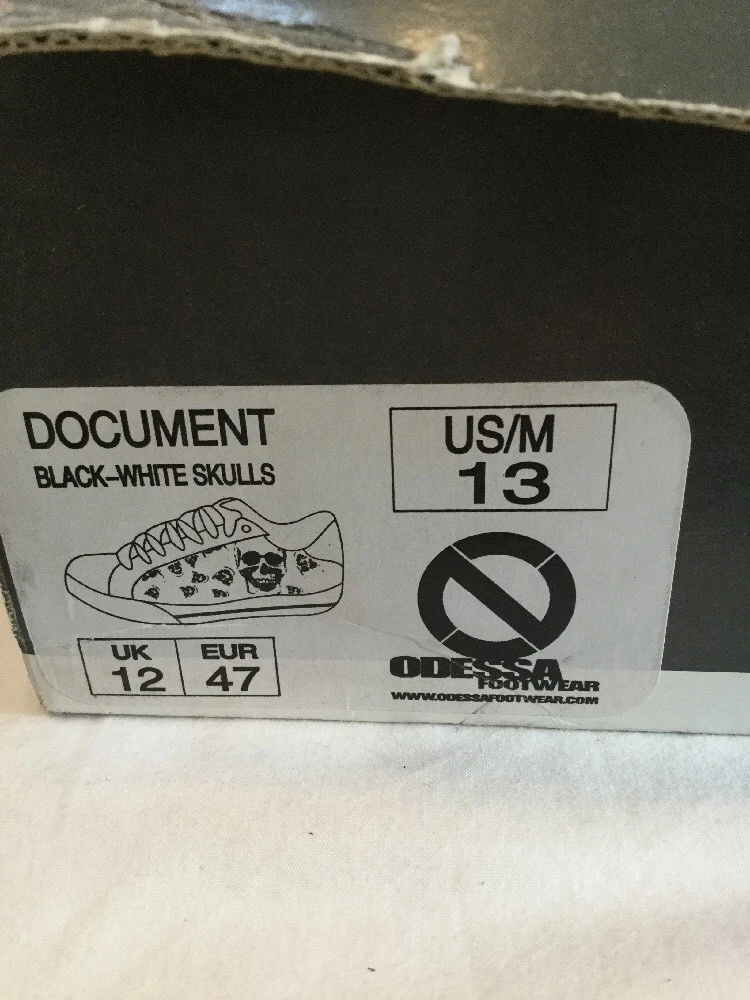 DOCUMENT
BLACK-WHITE SKULLS
US/M
13
UK
12
EUR
47
ODESSA
FOOTWEAR
WWW.ODESSAFOOTWEAR.COM